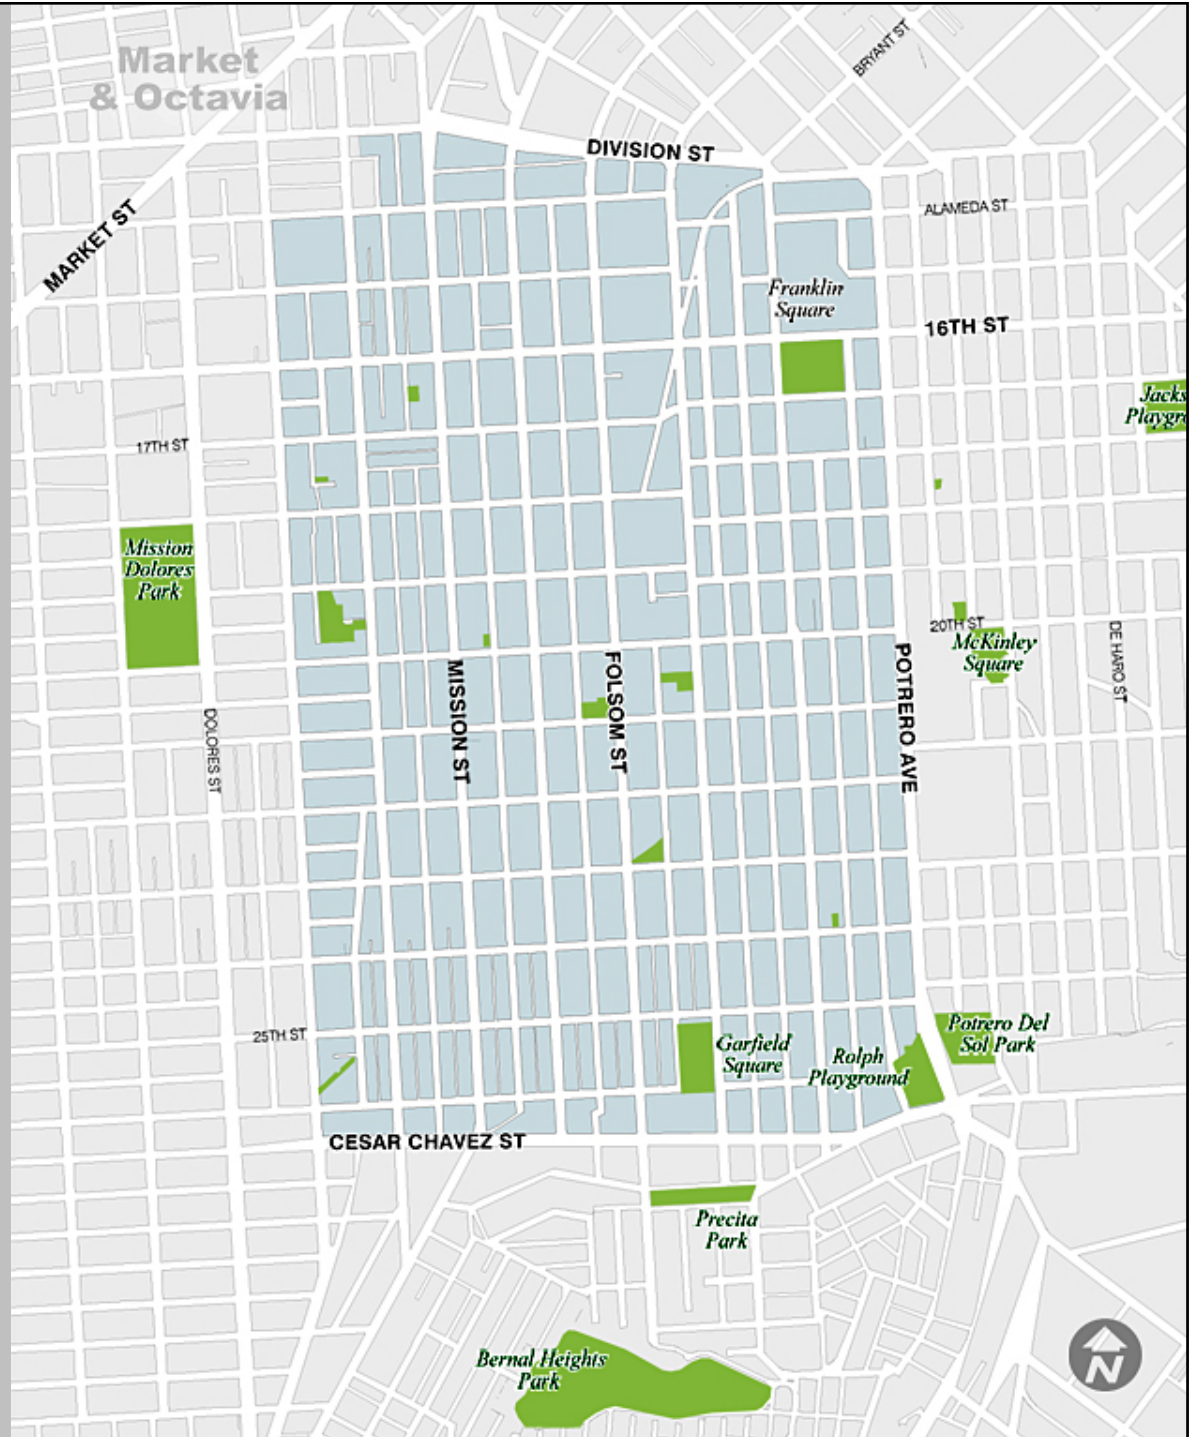 Market
& Octavia
BRYANT ST
DIVISION ST
ALAMEDA ST
MARKET ST
Franklin
Square
16TH ST
Jacks
Playgr
17TH ST
Mission
Dolores
Park
20TH ST
McKinley
Square
DE HARO ST
MISSION ST
FOLSOM ST
POTRERO AVE
DOLORES ST
25TH ST
Garfield
Square
Rolph
Playground
Potrero Del
Sol Park
CESAR CHAVEZ ST
Precita
Park
Bernal Heights
Park
N